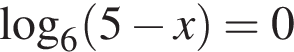 log₆(5 − x) = 0